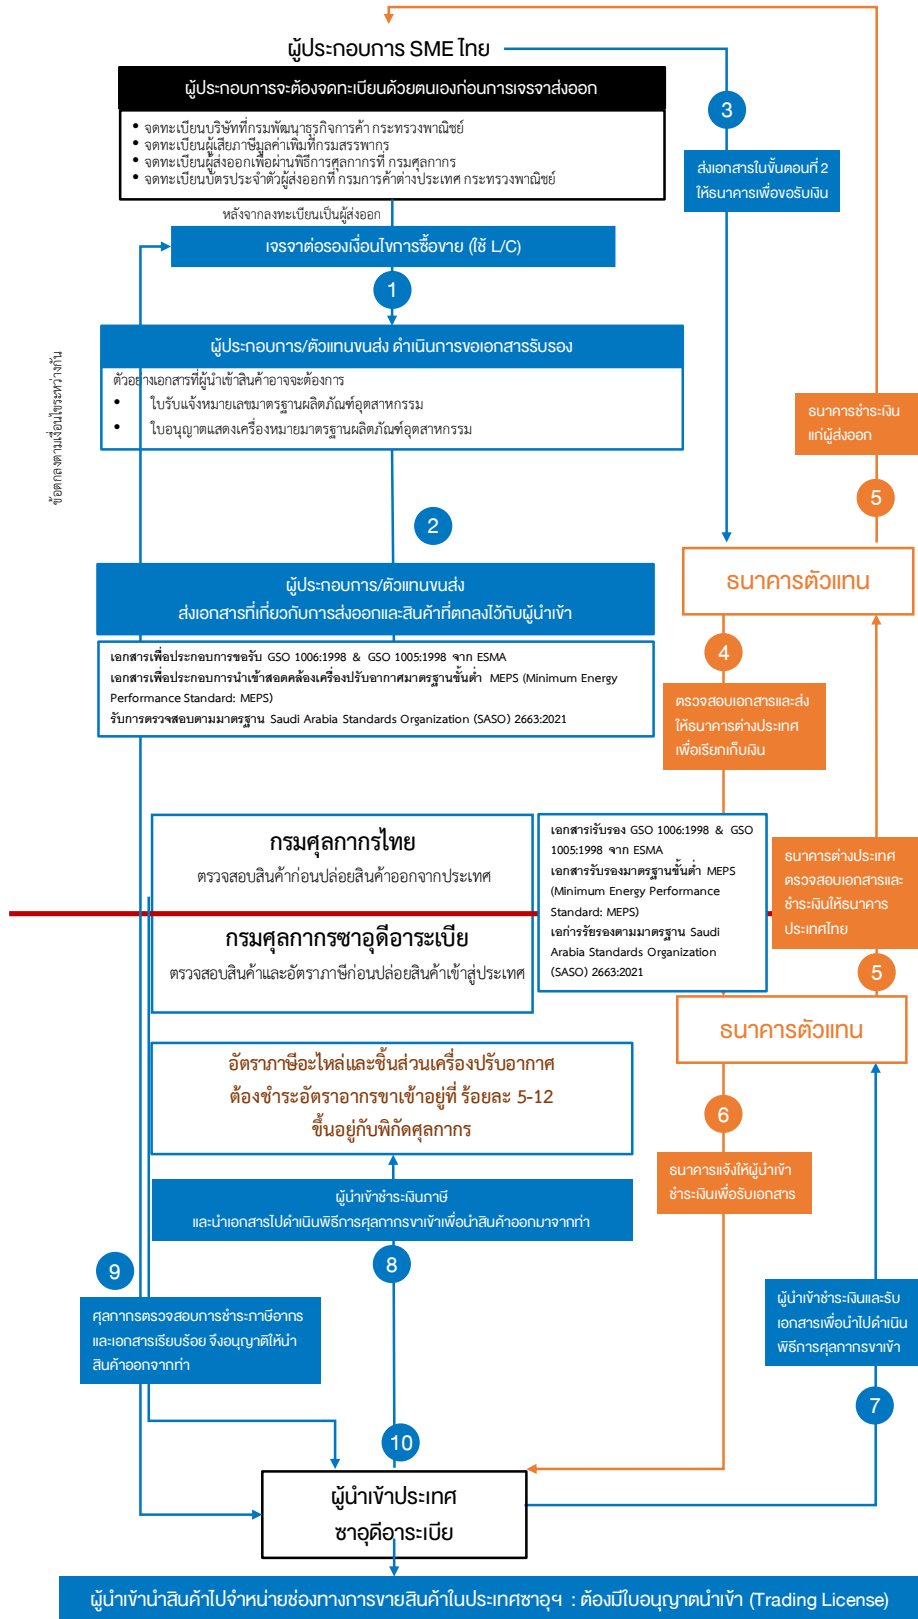 ผู้ประกอบการ SME ไทย
ผู้ประกอบการจะต้องจดทะเบียนด้วยตนเองก่อนการเจรจาส่งออก
• จดทะเบียนบริษัทที่กรมพัฒนาธุรกิจการค้า กระทรวงพาณิชย์
• จดทะเบียนผู้เสียภาษีมูลค่าเพิ่มที่กรมสรรพากร
• จดทะเบียนผู้ส่งออกเพื่อผ่านพิธีการศุลกากรที่ กรมศุลกากร
• จดทะเบียนบัตรประจำตัวผู้ส่งออกที่ กรมการค้าต่างประเทศ กระทรวงพาณิชย์
3
ส่งเอกสารในขั้นตอนที่ 2
ให้ธนาคารเพื่อขอรับเงิน
หลังจากลงทะเบียนเป็นผู้ส่งออก
เจรจาต่อรองเงื่อนไขการซื้อขาย (ใช้ L/C)
1
ผู้ประกอบการ/ตัวแทนขนส่ง ดำเนินการขอเอกสารรับรอง
ตัวอย่างเอกสารที่ผู้นำเข้าสินค้าอาจจะต้องการ
• ใบรับแจ้งหมายเลขมาตรฐานผลิตภัณฑ์อุตสาหกรรม
• ใบอนุญาตแสดงเครื่องหมายมาตรฐานผลิตภัณฑ์อุตสาหกรรม
ข้อตกลงตามเงื่อนไขระหว่างกัน
ธนาคารชำระเงิน
แก่ผู้ส่งออก
5
2
ผู้ประกอบการ/ตัวแทนขนส่ง
ส่งเอกสารที่เกี่ยวกับการส่งออกและสินค้าที่ตกลงไว้กับผู้นำเข้า
ธนาคารตัวแทน
เอกสารเพื่อประกอบการขอรับ GSO 1006:1998 & GSO 1005:1998 จาก ESMA
เอกสารเพื่อประกอบการนำเข้าสอดคล้องเครื่องปรับอากาศมาตรฐานขั้นต่ำ MEPS (Minimum Energy
Performance Standard: MEPS)
รับการตรวจสอบตามมาตรฐาน Saudi Arabia Standards Organization (SASO) 2663:2021
4
ตรวจสอบเอกสารและส่ง
ให้ธนาคารต่างประเทศ
เพื่อเรียกเก็บเงิน
กรมศุลกากรไทย
ตรวจสอบสินค้าก่อนปล่อยสินค้าออกจากประเทศ
กรมศุลกากรซาอุดีอาระเบีย
ตรวจสอบสินค้าและอัตราภาษีก่อนปล่อยสินค้าเข้าสู่ประเทศ
เอกสารเรับรอง GSO 1006:1998 & GSO
1005:1998 จาก ESMA
เอกสารรับรองมาตรฐานขั้นต่ำ MEPS
(Minimum Energy Performance
Standard: MEPS)
เอก่ารรัยรองตามมาตรฐาน Saudi
Arabia Standards Organization
(SASO) 2663:2021
ธนาคารต่างประเทศ
ตรวจสอบเอกสารและ
ชำระเงินให้ธนาคาร
ประเทศไทย
5
ธนาคารตัวแทน
อัตราภาษีอะไหล่และชิ้นส่วนเครื่องปรับอากาศ
ต้องชำระอัตราอากรขาเข้าอยู่ที่ ร้อยละ 5-12
ขึ้นอยู่กับพิกัดศุลกากร
6
ธนาคารแจ้งให้ผู้นำเข้า
ชำระเงินเพื่อรับเอกสาร
ผู้นำเข้าชำระเงินภาษี
และนำเอกสารไปดำเนินพิธีการศุลกากรขาเข้าเพื่อนำสินค้าออกมาจากท่า
8
9
ศุลกากรตรวจสอบการชำระภาษีอากร
และเอกสารเรียบร้อย จึงอนุญาติให้นำ
สินค้าออกจากท่า
ผู้นำเข้าชำระเงินและรับ
เอกสารเพื่อนำไปดำเนิน
พิธีการศุลกากรขาเข้า
7
10
ผู้นำเข้าประเทศ
ซาอุดีอาระเบีย
ผู้นำเข้านำสินค้าไปจำหน่ายช่องทางการขายสินค้าในประเทศซาอุฯ : ต้องมีใบอนุญาตนำเข้า (Trading License)